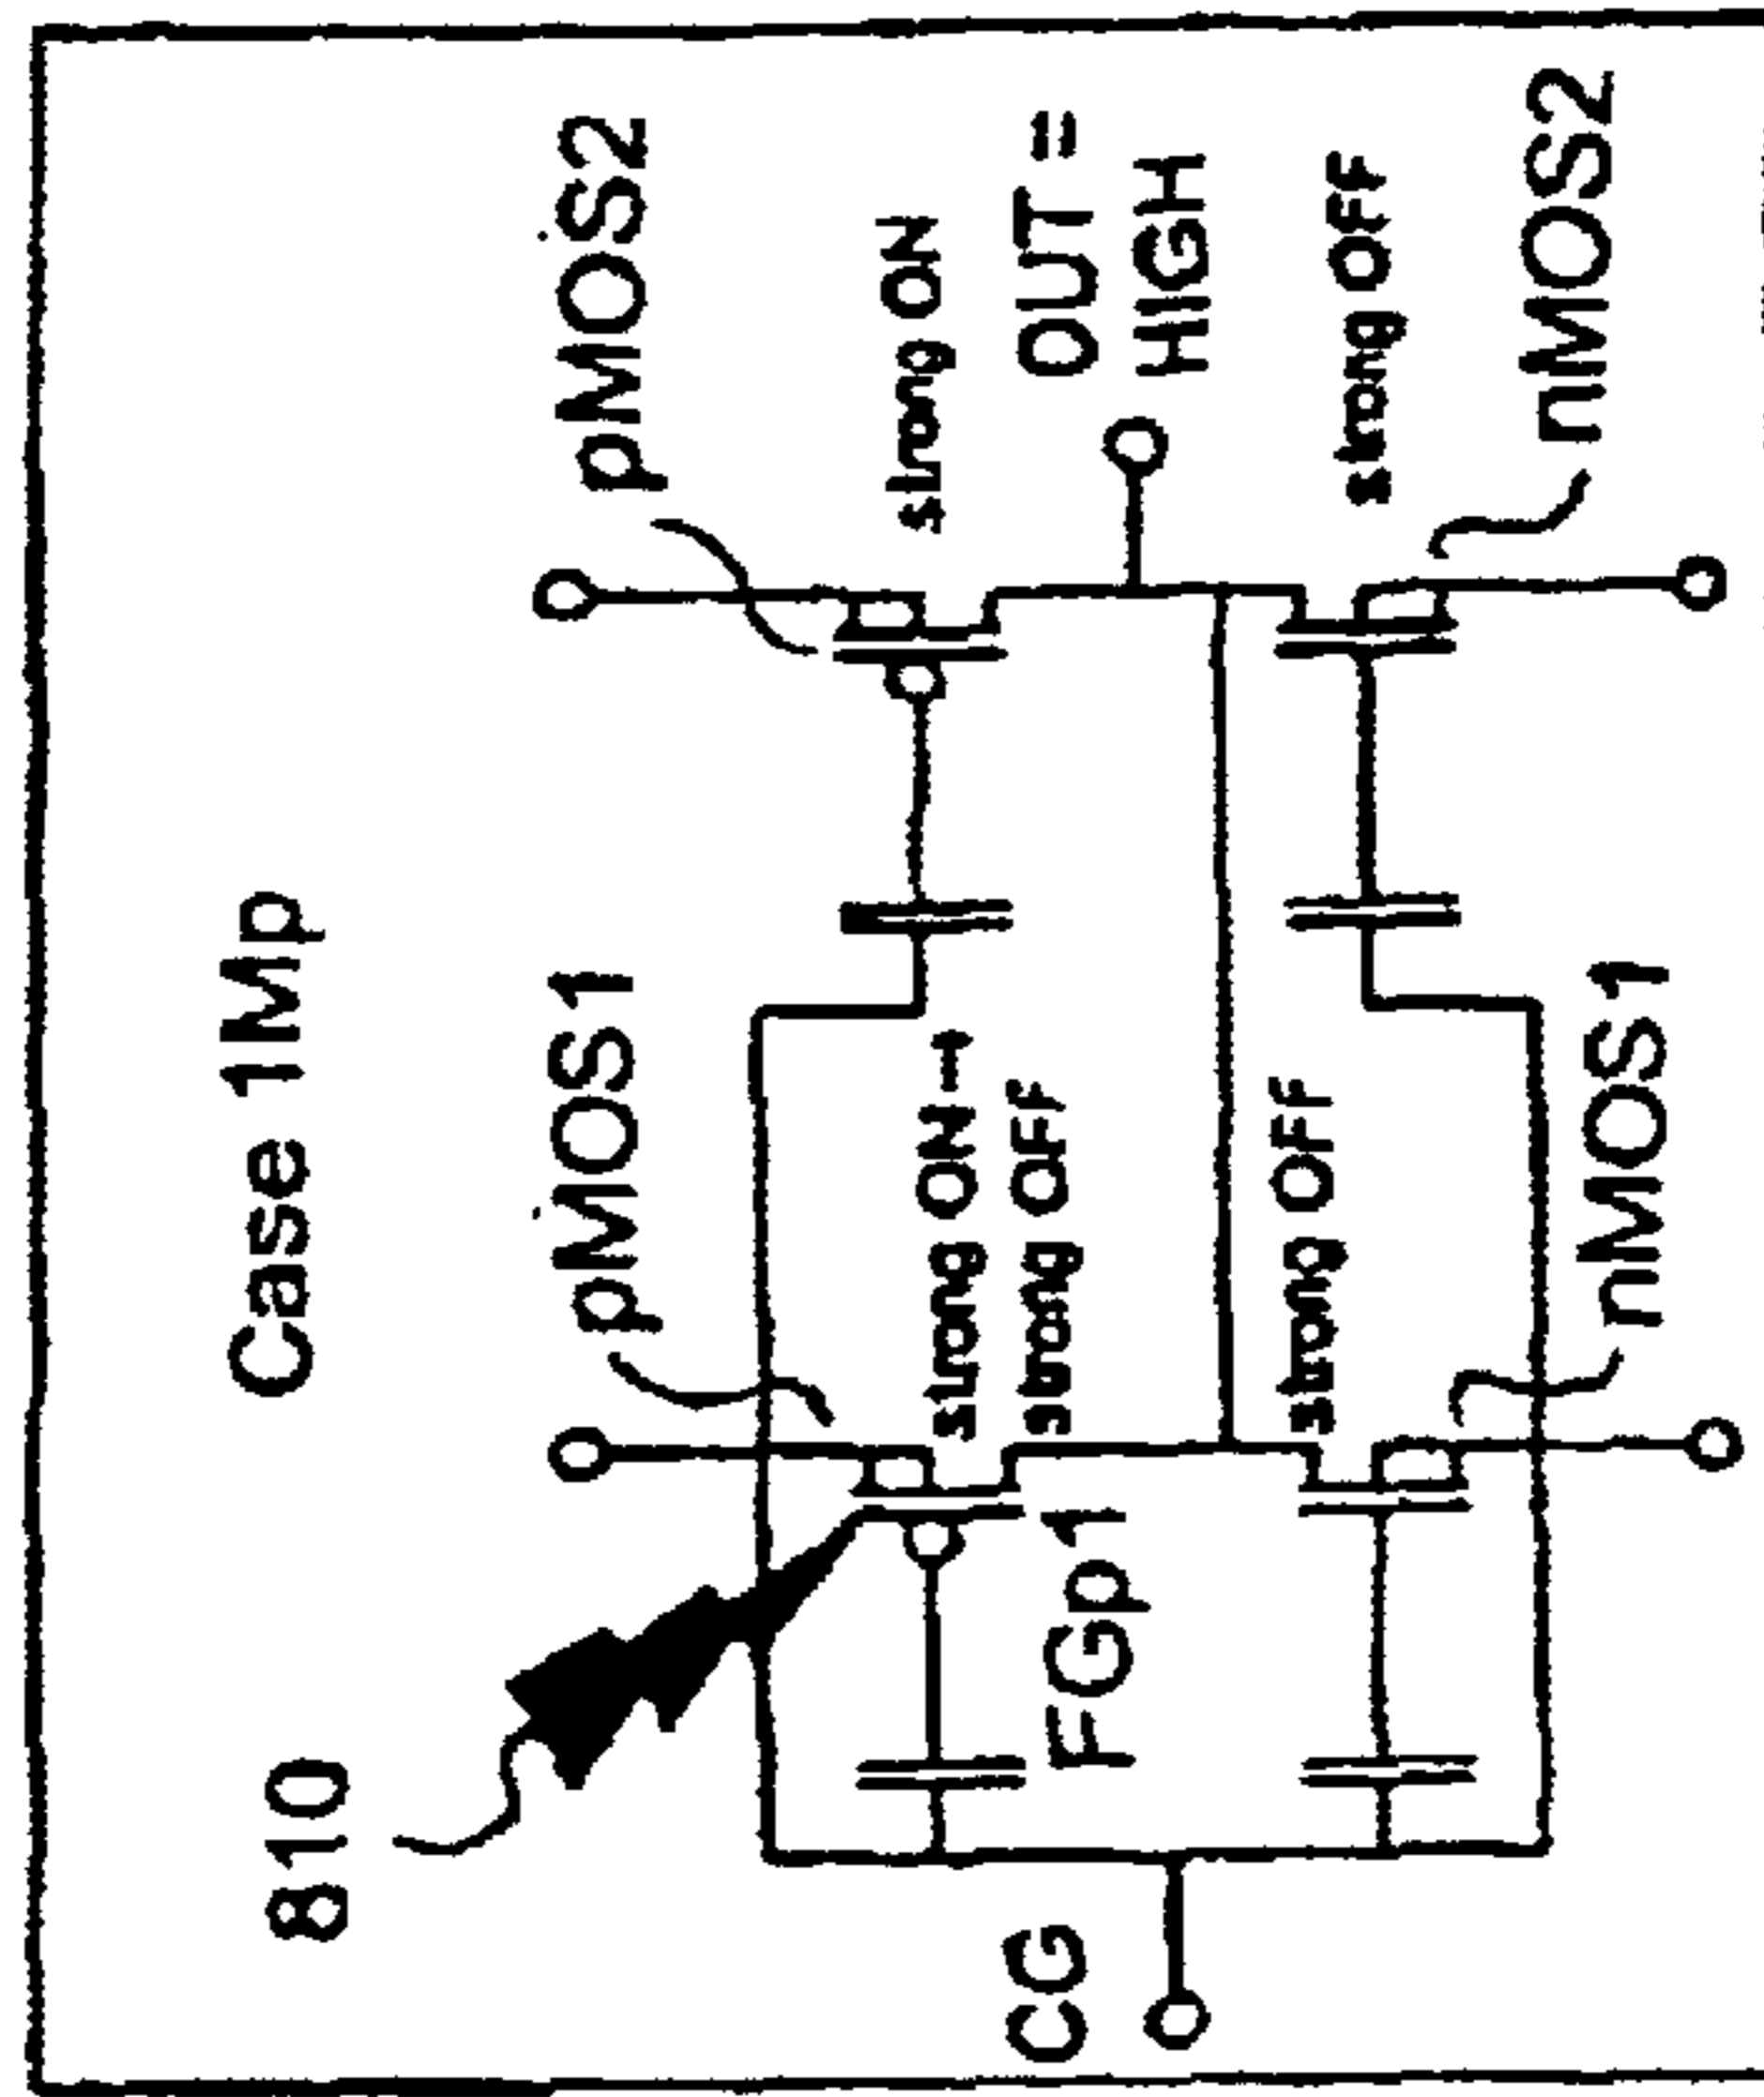 Case 1Mp
810
pMOS1
pMOS2
strong ON -
strong OFF
strong ON
CG
FGp1
OUT =
HIGH
strong OFF
strong OFF
nMOS1
nMOS2